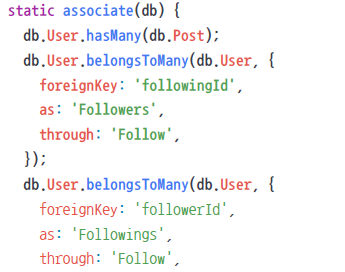 static associate(db) {
db.User.hasMany(db.Post);
db.User.belongsToMany(db.User, {
foreignKey: 'followingId',
as: 'Followers',
through: 'Follow',
});
db.User.belongsToMany(db.User, {
foreignKey: 'followerId',
as: 'Followings',
through: 'Follow',